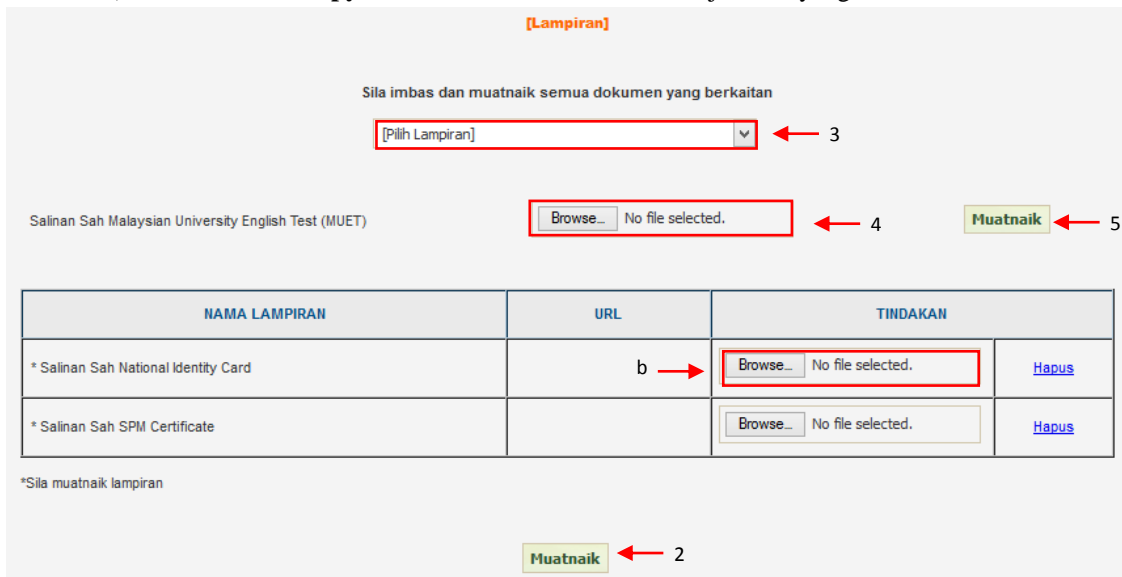 [Lampiran]
Sila imbas dan muatnaik semua dokumen yang berkaitan
[Pilih Lampiran]
3
Salinan Sah Malaysian University English Test (MUET)
Browse... No file selected.
4
Muatnaik
5
NAMA LAMPIRAN URL TINDAKAN
* Salinan Sah National Identity Card
b
Browse... No file selected.
Hapus
* Salinan Sah SPM Certificate
Browse... No file selected.
Hapus
*Sila muatnaik lampiran
Muatnaik
2